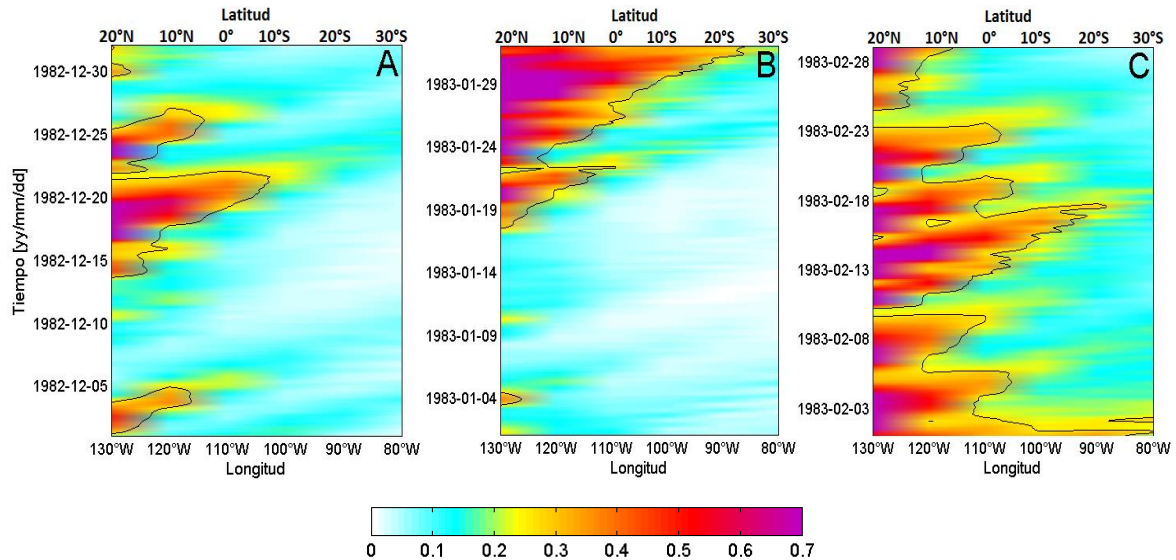 Latitud
20°N 10°N 0° 10°S 20°S 30°S
A
1982-12-30
1982-12-25
1982-12-20
1982-12-15
1982-12-10
1982-12-05
Tiempo [yy/mm/dd]
130°W 120°W 110°W 100°W 90°W 80°W
Longitud
Latitud
20°N 10°N 0° 10°S 20°S 30°S
B
1983-01-29
1983-01-24
1983-01-19
1983-01-14
1983-01-09
1983-01-04
130°W 120°W 110°W 100°W 90°W 80°W
Longitud
Latitud
20°N 10°N 0° 10°S 20°S 30°S
C
1983-02-28
1983-02-23
1983-02-18
1983-02-13
1983-02-08
1983-02-03
130°W 120°W 110°W 100°W 90°W 80°W
Longitud
0 0.1 0.2 0.3 0.4 0.5 0.6 0.7